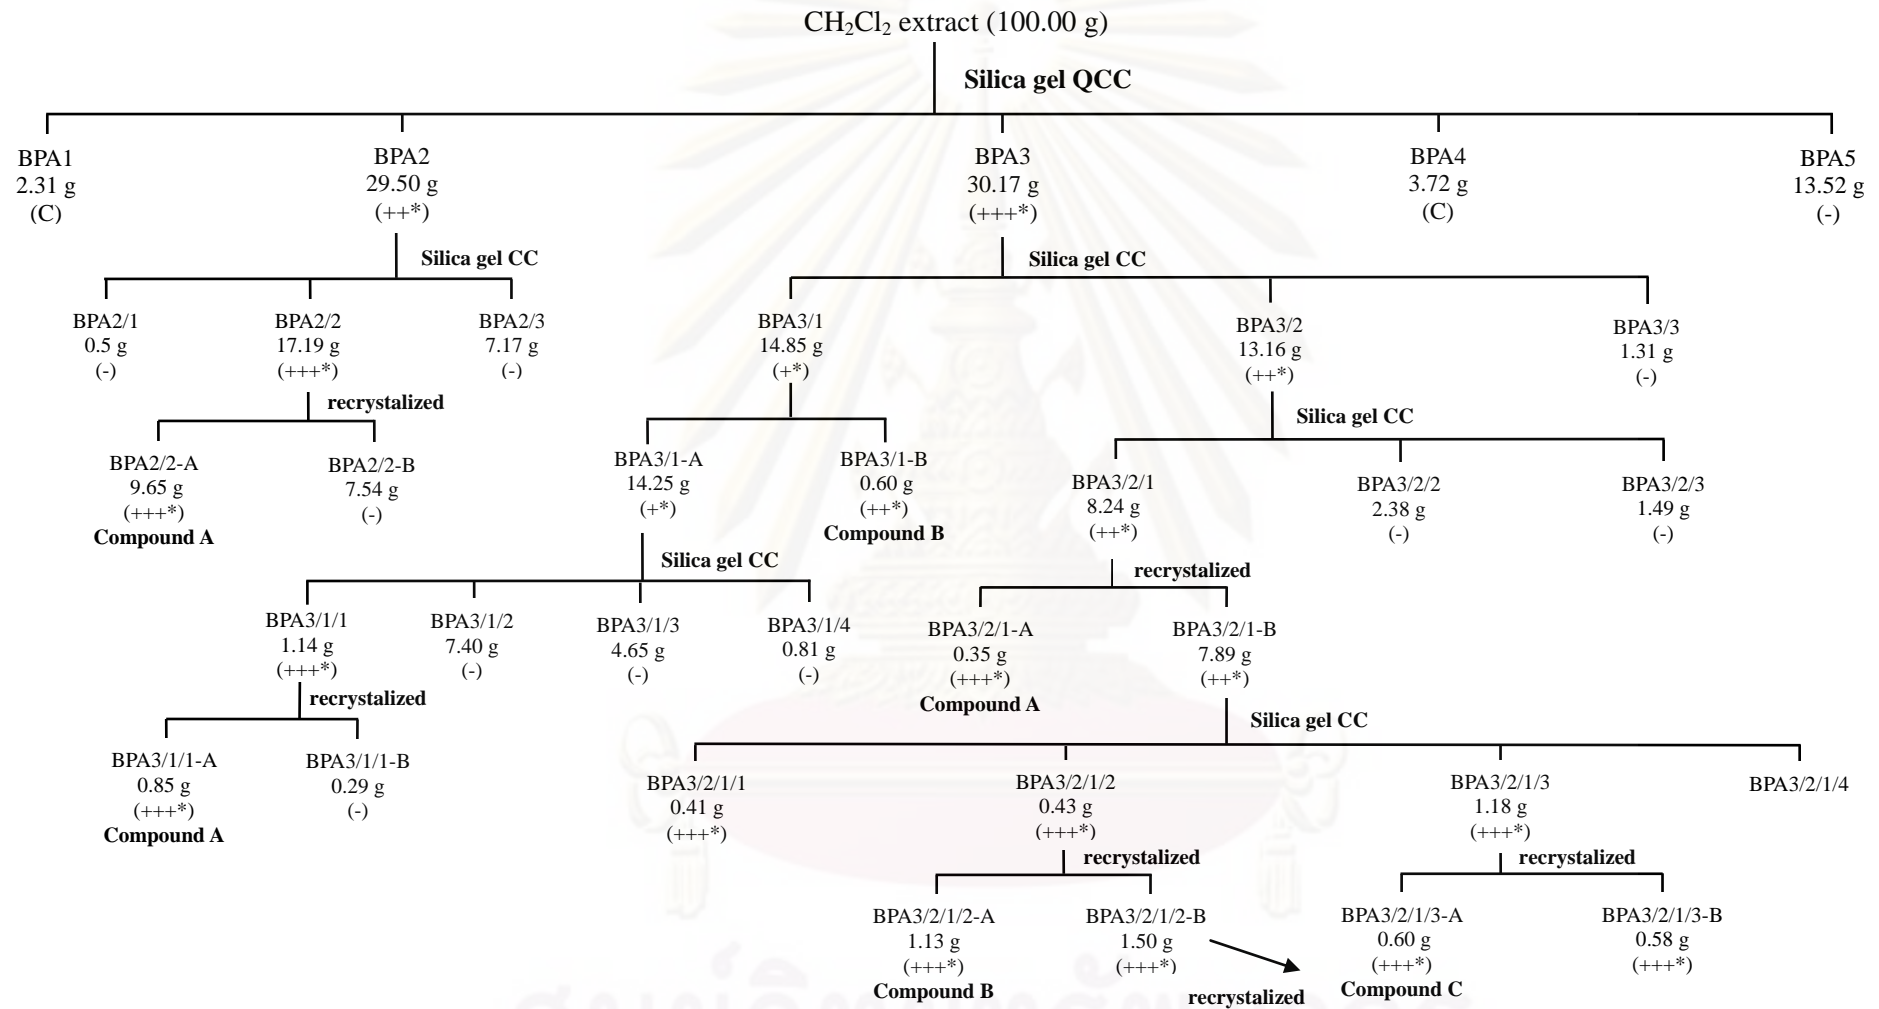 CH₂Cl₂ extract (100.00 g)
Silica gel QCC
BPA1
2.31 g
(C)
BPA2
29.50 g
(++*)
BPA3
30.17 g
(+++*)
BPA4
3.72 g
(C)
BPA5
13.52 g
(-)
Silica gel CC
Silica gel CC
BPA2/1
0.5 g
(-)
BPA2/2
17.19 g
(+++*)
BPA2/3
7.17 g
(-)
BPA3/1
14.85 g
(+*)
BPA3/2
13.16 g
(++*)
BPA3/3
1.31 g
(-)
recrystalized
Silica gel CC
BPA2/2-A
9.65 g
(+++*)
Compound A
BPA2/2-B
7.54 g
(-)
BPA3/1-A
14.25 g
(+*)
BPA3/1-B
0.60 g
(++*)
Compound B
BPA3/2/1
8.24 g
(++*)
BPA3/2/2
2.38 g
(-)
BPA3/2/3
1.49 g
(-)
Silica gel CC
recrystalized
BPA3/1/1
1.14 g
(+++*)
BPA3/1/2
7.40 g
(-)
BPA3/1/3
4.65 g
(-)
BPA3/1/4
0.81 g
(-)
BPA3/2/1-A
0.35 g
(+++*)
Compound A
BPA3/2/1-B
7.89 g
(++*)
recrystalized
Silica gel CC
BPA3/1/1-A
0.85 g
(+++*)
Compound A
BPA3/1/1-B
0.29 g
(-)
BPA3/2/1/1
0.41 g
(+++*)
BPA3/2/1/2
0.43 g
(+++*)
BPA3/2/1/3
1.18 g
(+++*)
BPA3/2/1/4
recrystalized
recrystalized
BPA3/2/1/2-A
1.13 g
(+++*)
Compound B
BPA3/2/1/2-B
1.50 g
(+++*)
recrystalized
BPA3/2/1/3-A
0.60 g
(+++*)
Compound C
BPA3/2/1/3-B
0.58 g
(+++*)